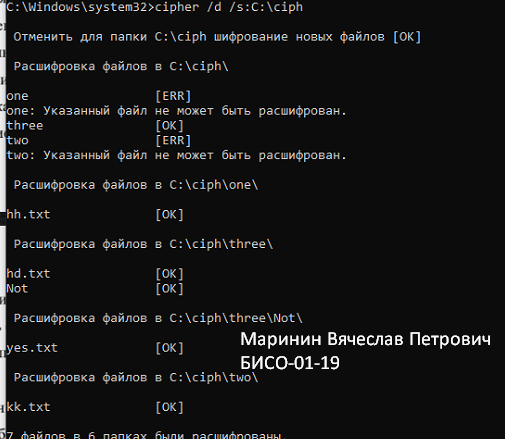 C:\Windows\system32>cipher /d /s:C:\ciph
Отменить для папки C:\ciph шифрование новых файлов [OK]
Расшифровка файлов в C:\ciph\
one [ERR]
one: Указанный файл не может быть расшифрован.
three [OK]
two [ERR]
two: Указанный файл не может быть расшифрован.
Расшифровка файлов в C:\ciph\one\
hh.txt [OK]
Расшифровка файлов в C:\ciph\three\
hd.txt [OK]
Not [OK]
Расшифровка файлов в C:\ciph\three\Not\
yes.txt [OK]
Маринин Вячеслав Петрович
БИСО-01-19
Расшифровка файлов в C:\ciph\two\
kk.txt [OK]
7 файлов в 6 папках были расшифрованы.